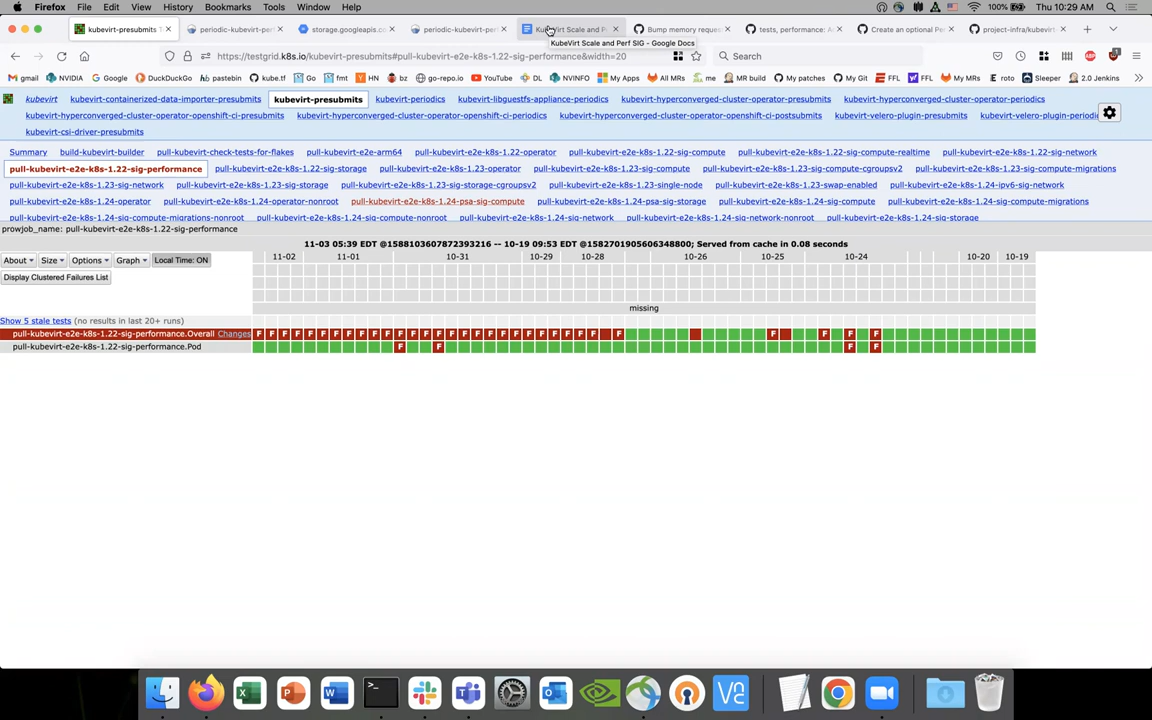 Firefox File Edit View History Bookmarks Tools Window Help 100% Thu 10:29 AM
kubevirt-presubmits T periodic-kubevirt-per storage.googleapis.c periodic-kubevirt-per KubeVirt Scale and P Bump memory reque tests, performance: A Create an optional Pe project-infra/kubevirt
KubeVirt Scale and Perf SIG - Google Docs
https://testgrid.k8s.io/kubevirt-presubmits#pull-kubevirt-e2e-k8s-1.22-sig-performance&width=20 Search
gmail NVIDIA Google DuckDuckGo pastebin kube.tf Go fmt HN bz go-repo.io YouTube DL NVINFO My Apps All MRs me MR build My patches My Git FFL FFL My MRs roto Sleeper 2.0 Jenkins
kubevirt kubevirt-containerized-data-importer-presubmits kubevirt-presubmits kubevirt-periodics kubevirt-libguestfs-appliance-periodics kubevirt-hyperconverged-cluster-operator-presubmits kubevirt-hyperconverged-cluster-operator-periodics
kubevirt-hyperconverged-cluster-operator-openshift-ci-presubmits kubevirt-hyperconverged-cluster-operator-openshift-ci-periodics kubevirt-hyperconverged-cluster-operator-postsubmits kubevirt-velero-plugin-presubmits kubevirt-velero-plugin-periodic
kubevirt-csi-driver-presubmits
Summary build-kubevirt-builder pull-kubevirt-check-tests-for-flakes pull-kubevirt-e2e-arm64 pull-kubevirt-e2e-k8s-1.22-operator pull-kubevirt-e2e-k8s-1.22-sig-compute pull-kubevirt-e2e-k8s-1.22-sig-compute-realtime pull-kubevirt-e2e-k8s-1.22-sig-network
pull-kubevirt-e2e-k8s-1.22-sig-performance pull-kubevirt-e2e-k8s-1.22-sig-storage pull-kubevirt-e2e-k8s-1.23-operator pull-kubevirt-e2e-k8s-1.23-sig-compute pull-kubevirt-e2e-k8s-1.23-sig-compute-cgroupsv2 pull-kubevirt-e2e-k8s-1.23-sig-compute-migrations
pull-kubevirt-e2e-k8s-1.23-sig-network pull-kubevirt-e2e-k8s-1.23-sig-storage pull-kubevirt-e2e-k8s-1.23-sig-storage-cgroupsv2 pull-kubevirt-e2e-k8s-1.23-single-node pull-kubevirt-e2e-k8s-1.23-swap-enabled pull-kubevirt-e2e-k8s-1.24-ipv6-sig-network
pull-kubevirt-e2e-k8s-1.24-operator pull-kubevirt-e2e-k8s-1.24-operator-nonroot pull-kubevirt-e2e-k8s-1.24-psa-sig-compute pull-kubevirt-e2e-k8s-1.24-psa-sig-storage pull-kubevirt-e2e-k8s-1.24-sig-compute pull-kubevirt-e2e-k8s-1.24-sig-compute-migrations
pull-kubevirt-e2e-k8s-1.24-sig-compute-migrations-nonroot pull-kubevirt-e2e-k8s-1.24-sig-compute-nonroot pull-kubevirt-e2e-k8s-1.24-sig-network pull-kubevirt-e2e-k8s-1.24-sig-network-nonroot pull-kubevirt-e2e-k8s-1.24-sig-storage
prowjob_name: pull-kubevirt-e2e-k8s-1.22-sig-performance
11-03 05:39 EDT @1588103607872393216 -- 10-19 09:53 EDT @1582701905606348800; Served from cache in 0.08 seconds
About Size Options Graph Local Time: ON 11-02 11-01 10-31 10-29 10-28 10-26 10-25 10-24 10-20 10-19
Display Clustered Failures List
missing
Show 5 stale tests (no results in last 20+ runs)
pull-kubevirt-e2e-k8s-1.22-sig-performance.Overall Changes F F F F F F F F F F F F F F F F F F F F F F F F F F F F F F F F
pull-kubevirt-e2e-k8s-1.22-sig-performance.Pod F F F F